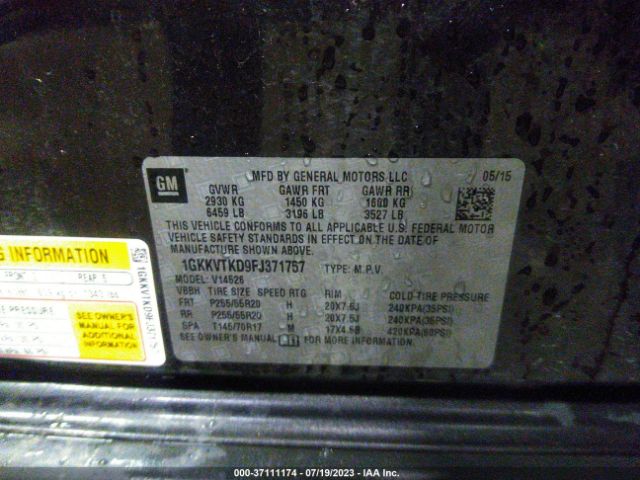 GM
MFD BY GENERAL MOTORS LLC 05/15
GVWR GAWR FRT GAWR RR
2930 KG 1450 KG 1600 KG
6459 LB 3196 LB 3527 LB
THIS VEHICLE CONFORMS TO ALL APPLICABLE U.S. FEDERAL MOTOR
VEHICLE SAFETY STANDARDS IN EFFECT ON THE DATE OF
MANUFACTURE SHOWN ABOVE.
1GKKVTKD9FJ371757 TYPE: M.P.V.
MODEL: V14526
TIRE SIZE SPEED RTG RIM COLD TIRE PRESSURE
FRT P255/55R20 H 20X7.5J 240KPA(35PSI)
RR P255/55R20 H 20X7.5J 240KPA(35PSI)
SPA T145/70R17 M 17X4.5B 420KPA(60PSI)
SEE OWNER'S MANUAL FOR MORE INFORMATION.
G INFORMATION
FRONT REAR
SEE OWNER'S
MANUAL FOR
ADDITIONAL
INFORMATION
000-37111174 / 07/19/2023 / IAA Inc.